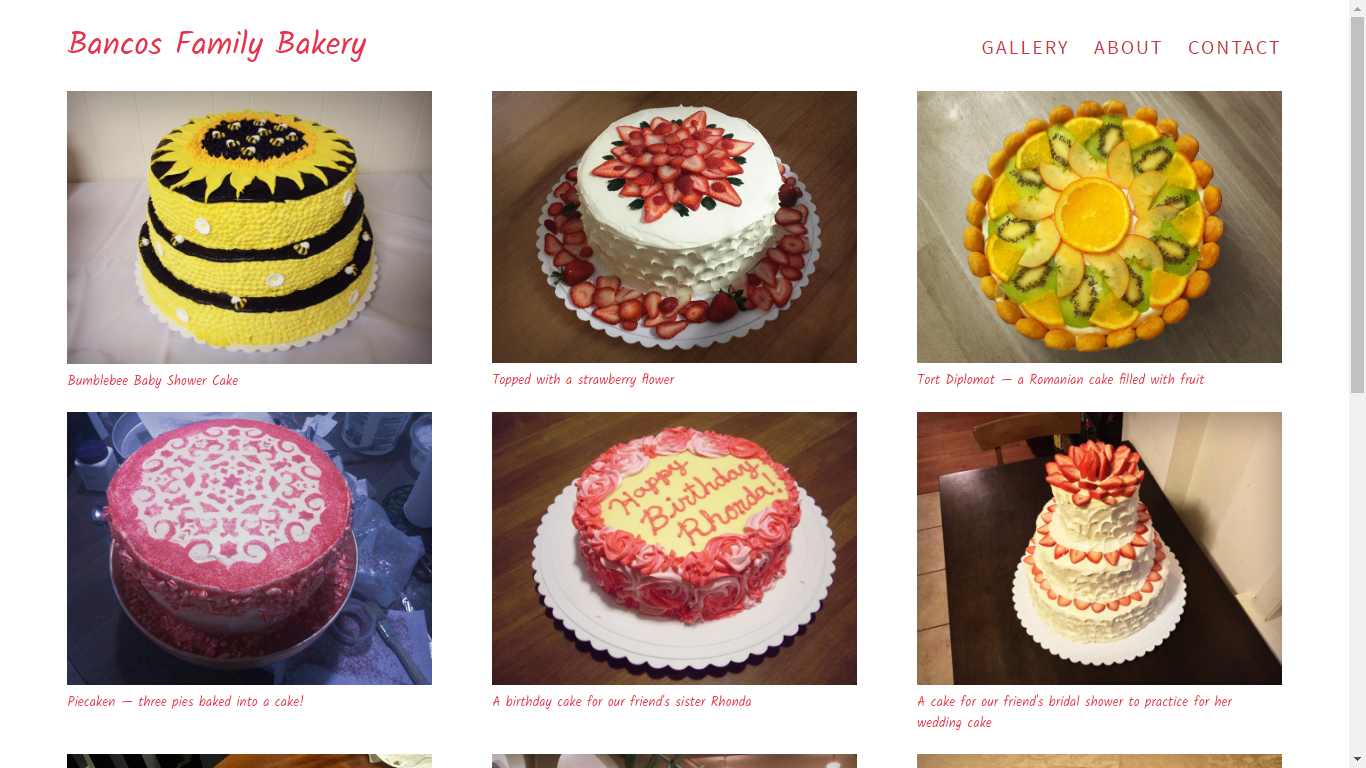 Bancos Family Bakery
GALLERY ABOUT CONTACT
Bumblebee Baby Shower Cake
Topped with a strawberry flower
Tort Diplomat — a Romanian cake filled with fruit
Happy
Birthday
Rhonda!
Piecaken — three pies baked into a cake!
A birthday cake for our friend's sister Rhonda
A cake for our friend's bridal shower to practice for her
wedding cake